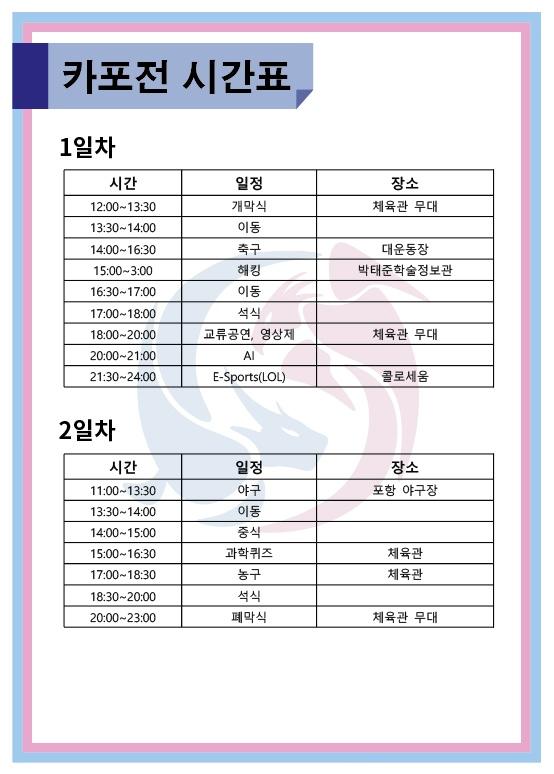 카포전 시간표
1일차
시간 일정 장소
12:00~13:30 개막식 체육관 무대
13:30~14:00 이동
14:00~16:30 축구 대운동장
15:00~3:00 해킹 박태준학술정보관
16:30~17:00 이동
17:00~18:00 석식
18:00~20:00 교류공연, 영상제 체육관 무대
20:00~21:00 AI
21:30~24:00 E-Sports(LOL) 콜로세움
2일차
시간 일정 장소
11:00~13:30 야구 포항 야구장
13:30~14:00 이동
14:00~15:00 중식
15:00~16:30 과학퀴즈 체육관
17:00~18:30 농구 체육관
18:30~20:00 석식
20:00~23:00 폐막식 체육관 무대